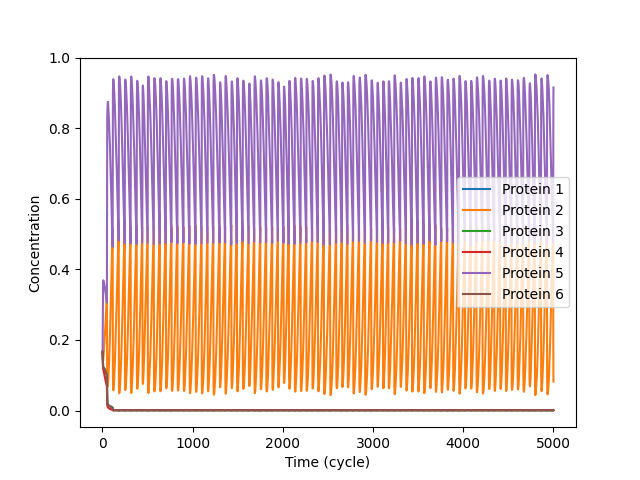 1.0
0.8
0.6
0.4
0.2
0.0
Concentration
0
1000
2000
3000
4000
5000
Time (cycle)
Protein 1
Protein 2
Protein 3
Protein 4
Protein 5
Protein 6